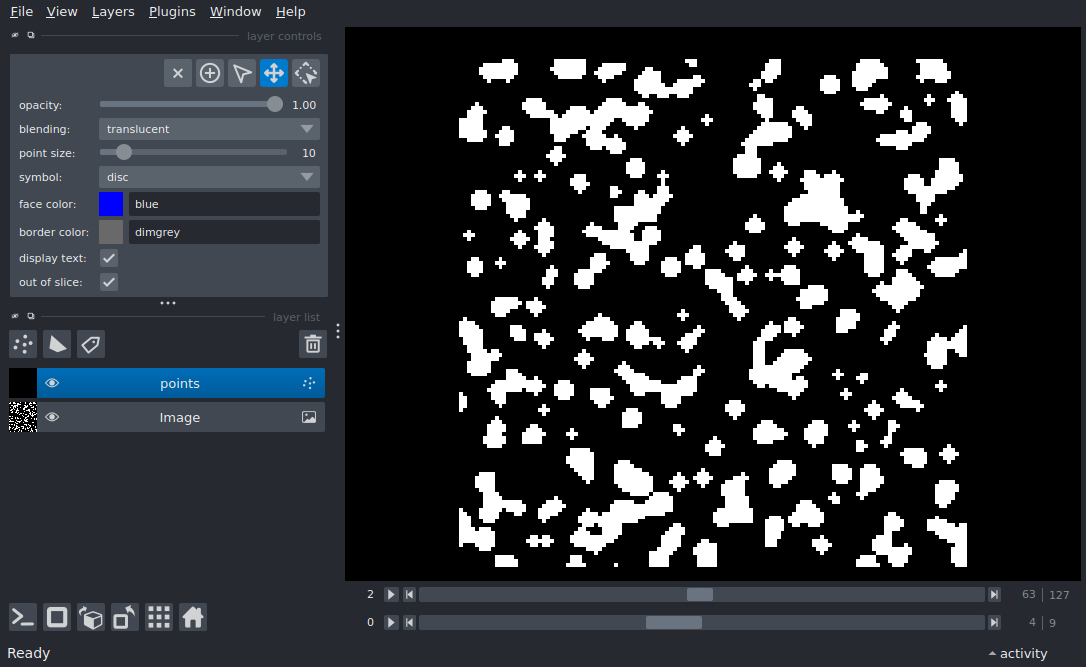 File View Layers Plugins Window Help
layer controls
opacity: 1.00
blending: translucent
point size: 10
symbol: disc
face color: blue
border color: dimgrey
display text:
out of slice:
layer list
points
Image
2 63 127
0 4 9
Ready activity